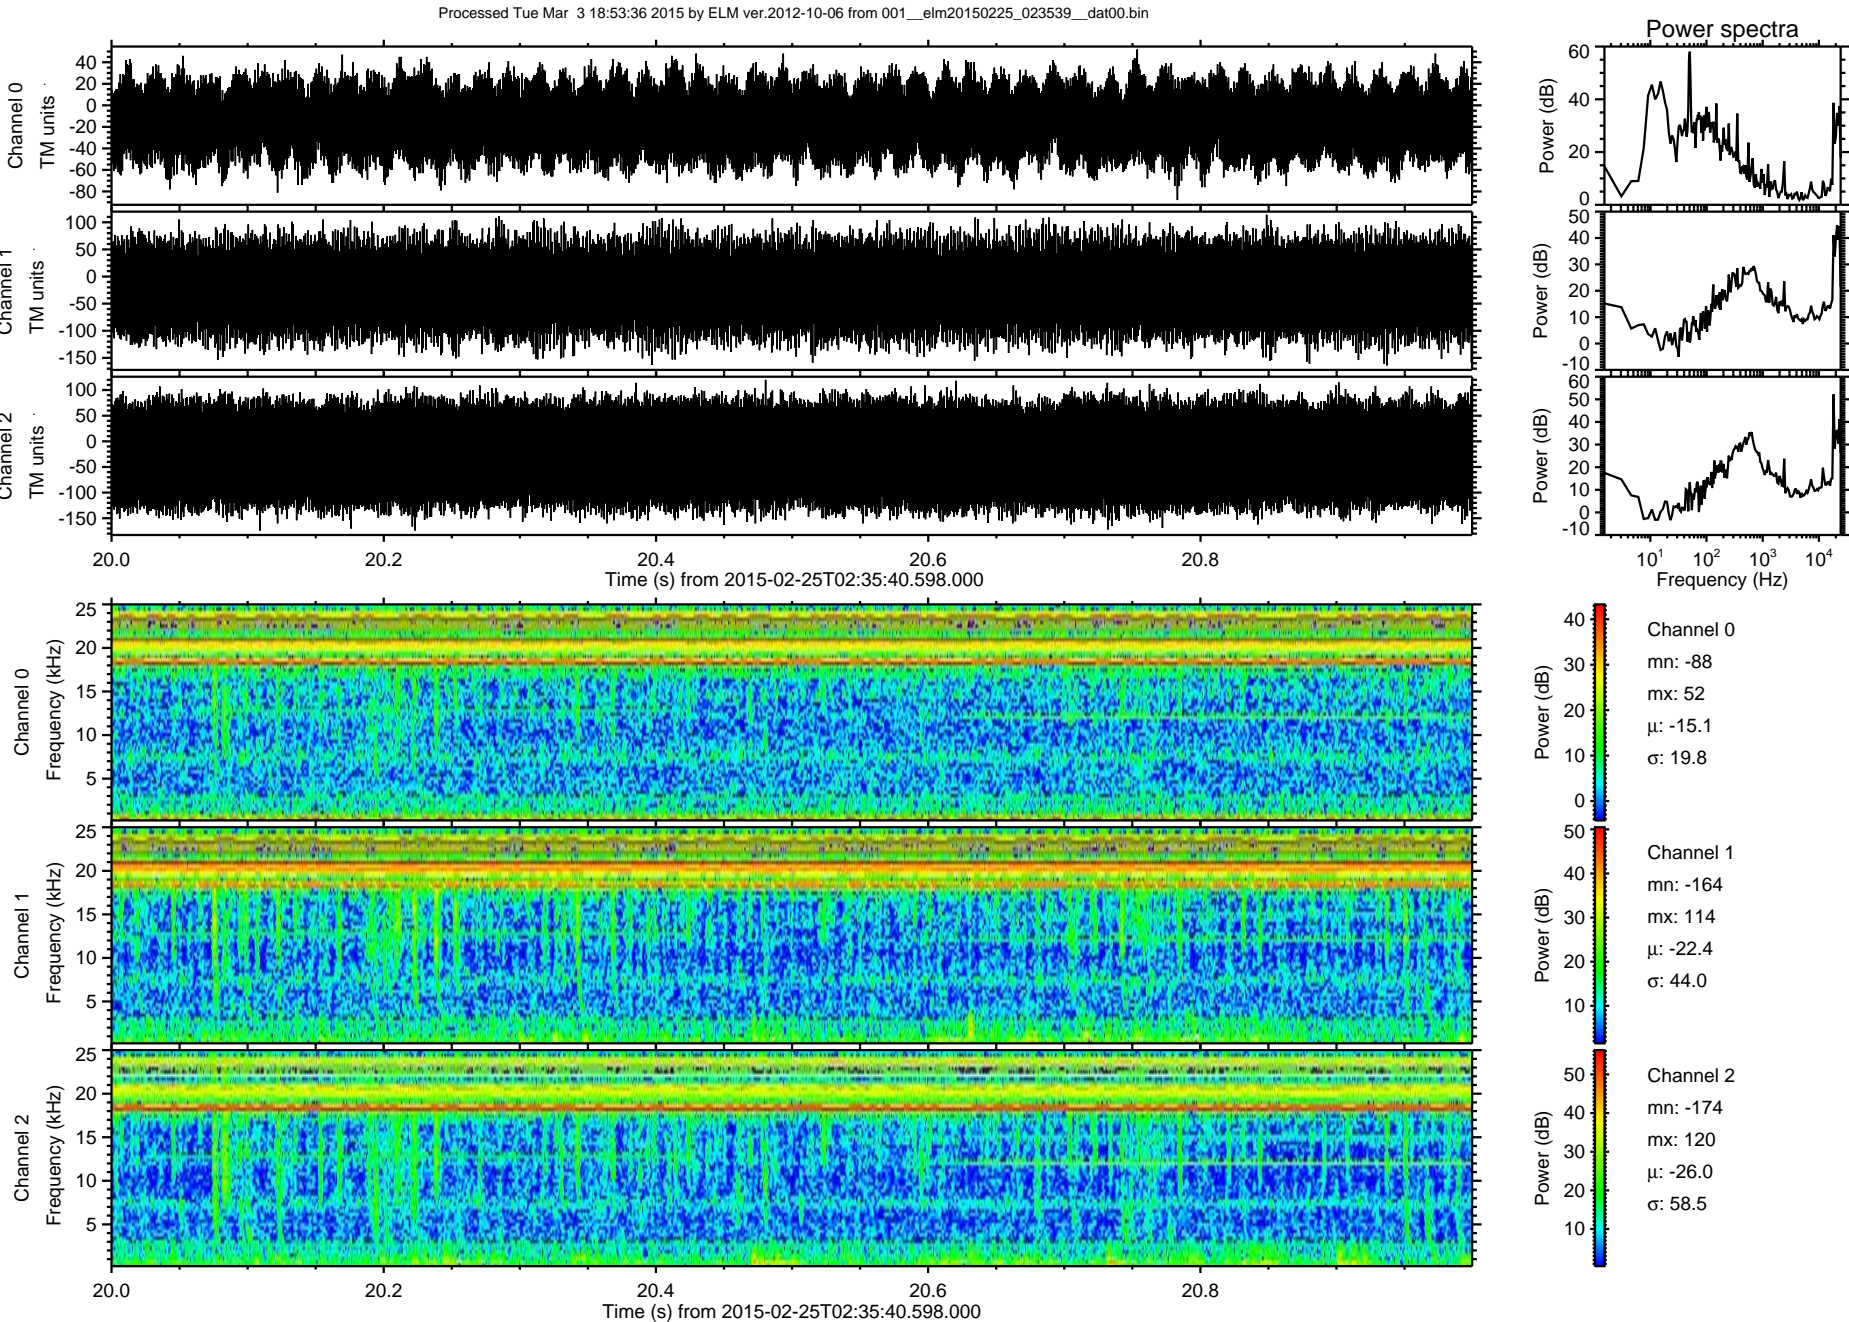 Processed Tue Mar  3 18:53:36 2015 by ELM ver.2012-10-06 from 001__elm20150225_023539__dat00.bin
Power spectra
Channel 0
TM units
40
20
0
-20
-40
-60
-80
Power (dB)
60
40
20
0
Channel 1
TM units
100
50
0
-50
-100
-150
Power (dB)
50
40
30
20
10
0
-10
Channel 2
TM units
100
50
0
-50
-100
-150
Power (dB)
60
50
40
30
20
10
0
-10
20.0 20.2 20.4 20.6 20.8
Time (s) from 2015-02-25T02:35:40.598.000
10^1 10^2 10^3 10^4
Frequency (Hz)
Channel 0
Frequency (kHz)
25
20
15
10
5
Power (dB)
40
30
20
10
0
Channel 0
mn: -88
mx: 52
μ: -15.1
σ: 19.8
Channel 1
Frequency (kHz)
25
20
15
10
5
Power (dB)
50
40
30
20
10
Channel 1
mn: -164
mx: 114
μ: -22.4
σ: 44.0
Channel 2
Frequency (kHz)
25
20
15
10
5
Power (dB)
50
40
30
20
10
Channel 2
mn: -174
mx: 120
μ: -26.0
σ: 58.5
20.0 20.2 20.4 20.6 20.8
Time (s) from 2015-02-25T02:35:40.598.000